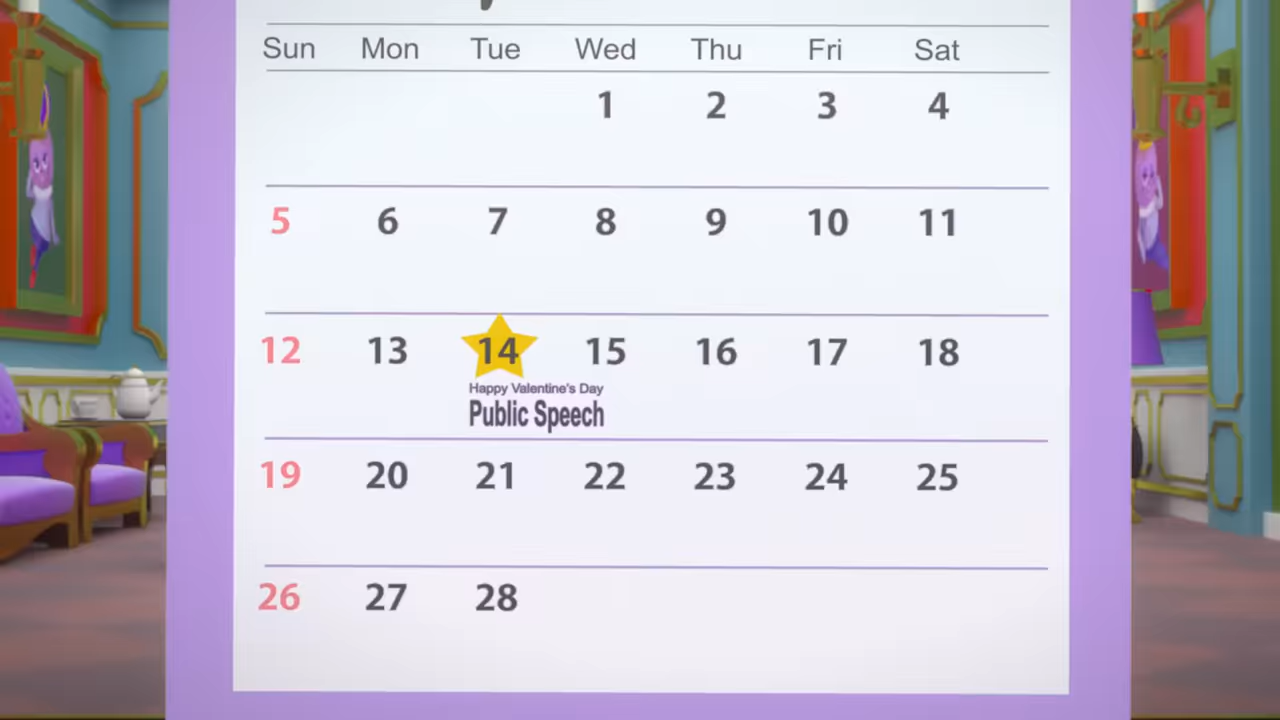 Sun Mon Tue Wed Thu Fri Sat
1 2 3 4
5 6 7 8 9 10 11
12 13 14 15 16 17 18
Happy Valentine's Day
Public Speech
19 20 21 22 23 24 25
26 27 28